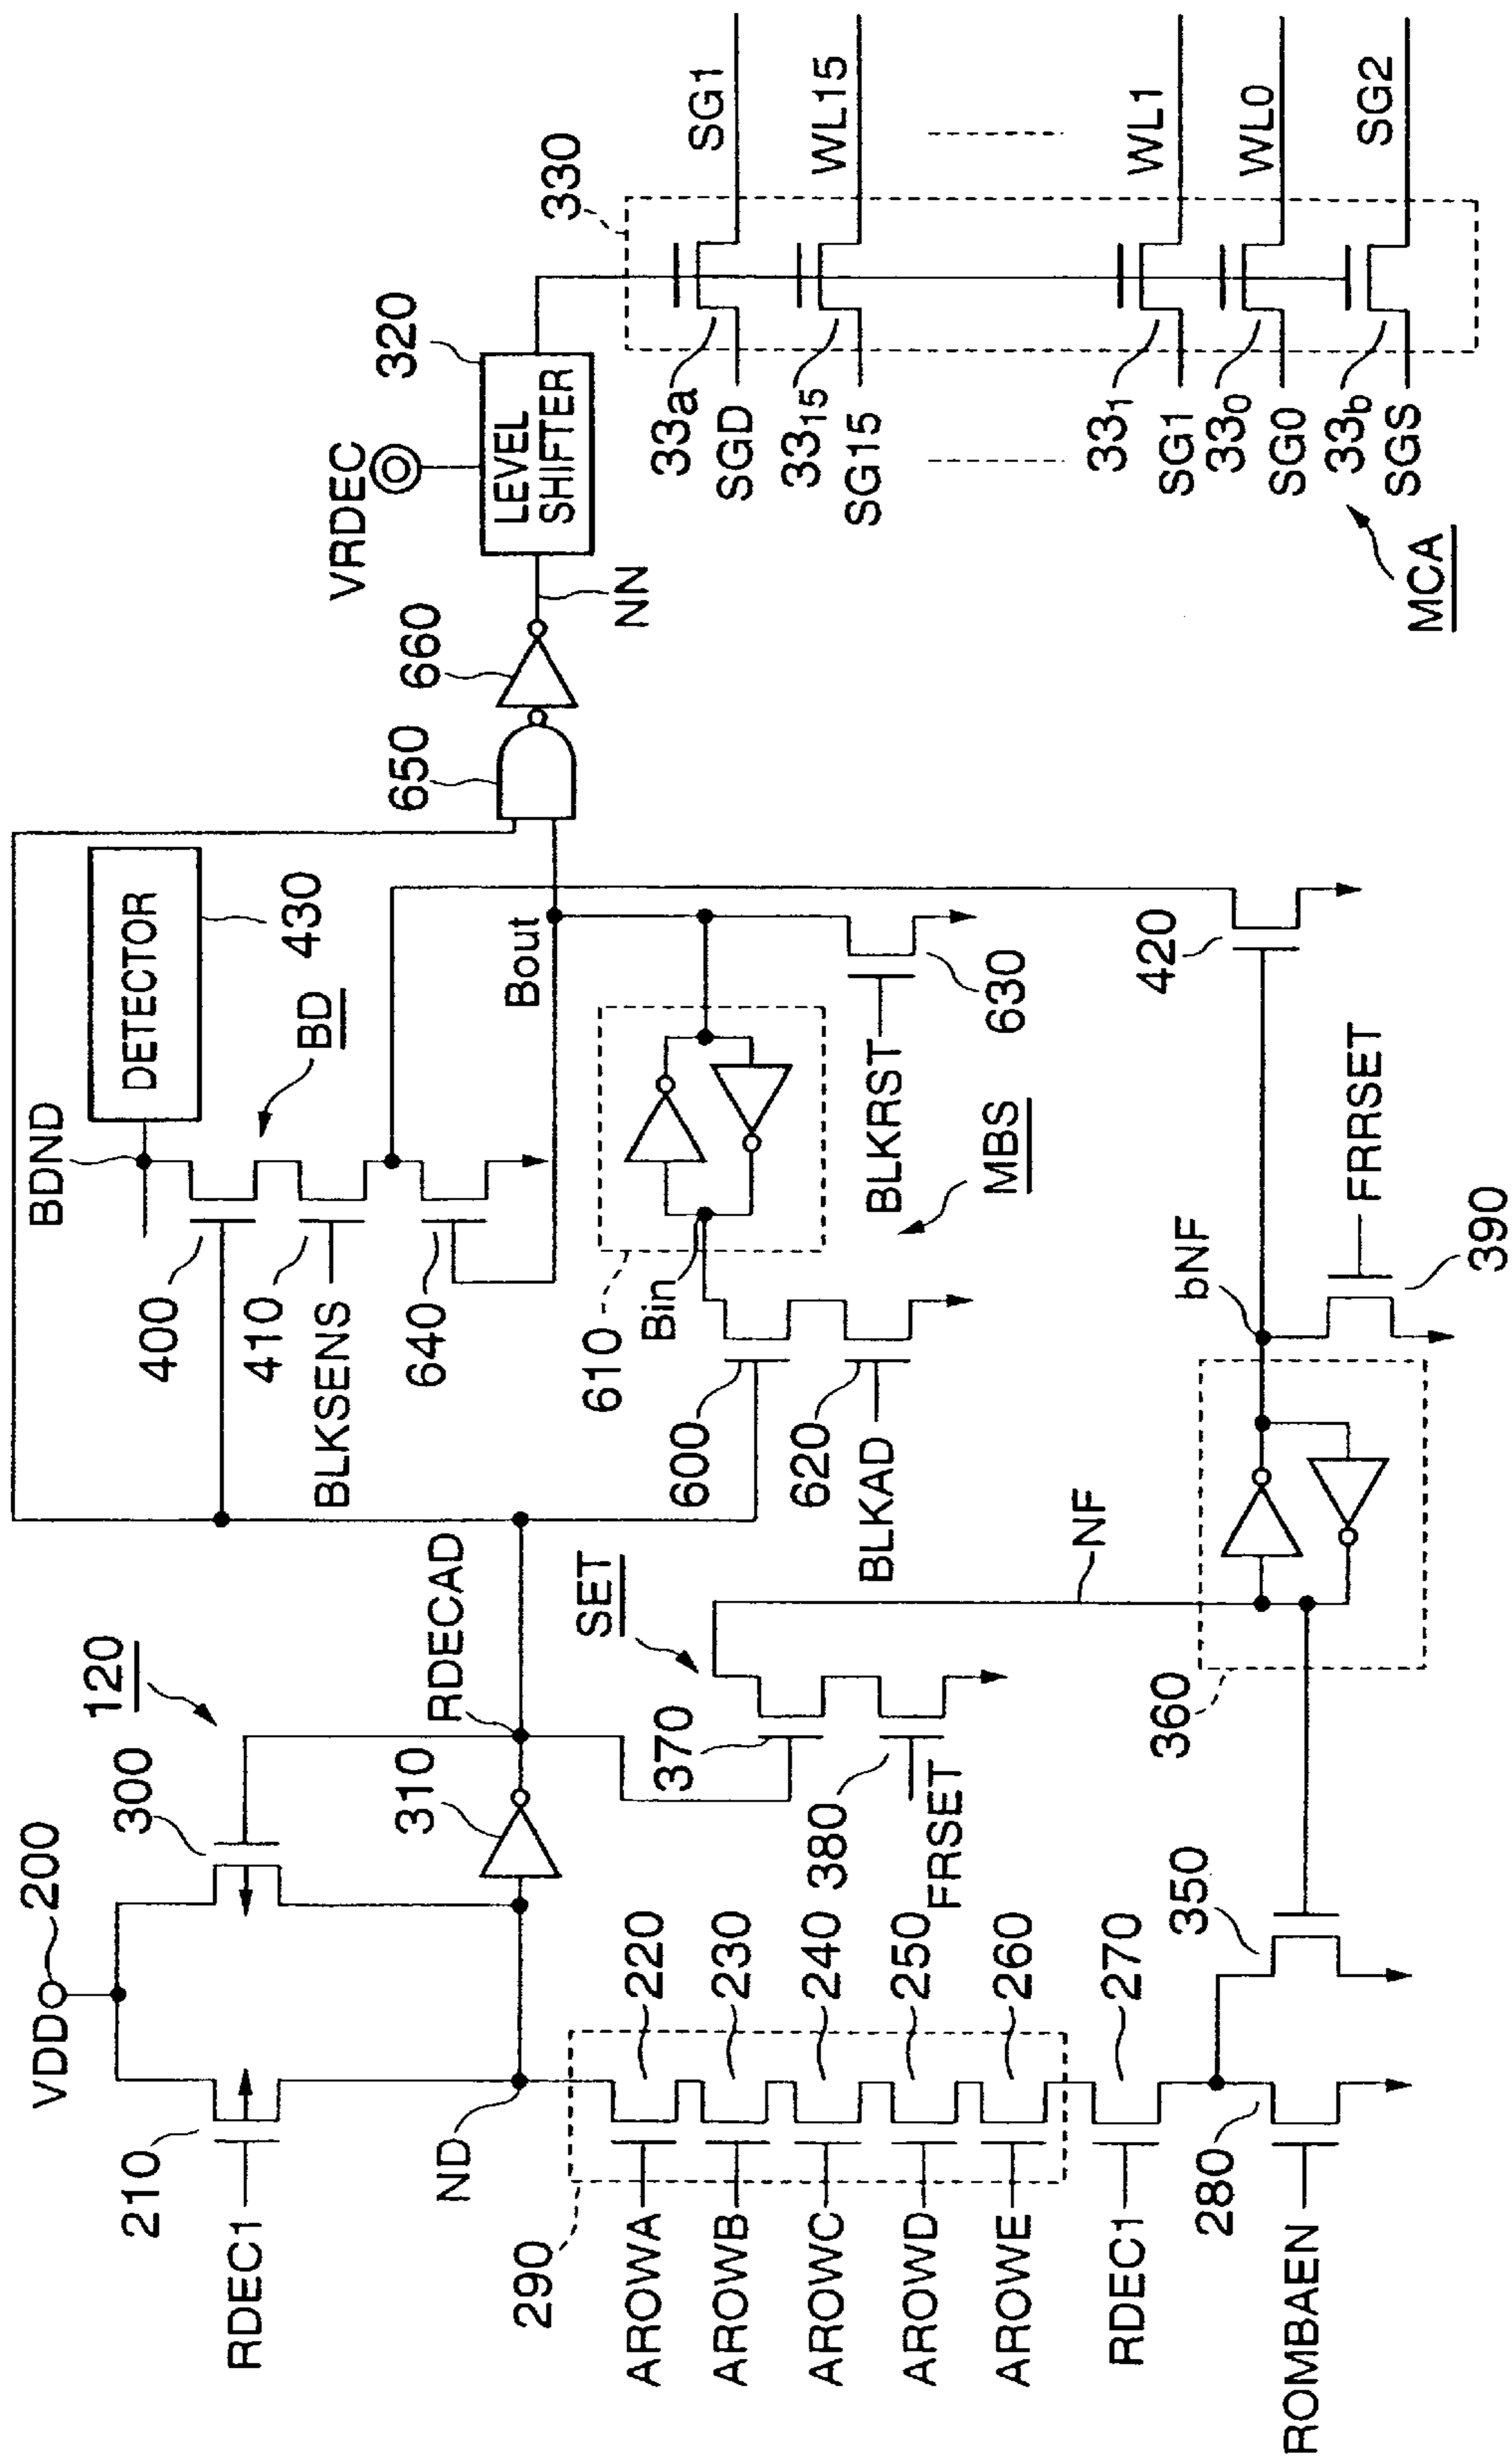 VDD
200
210
RDEC1
300
120
ND
310
RDECAD
290
220
230
240
250
260
270
AROWA
AROWB
AROWC
AROWD
AROWE
RDEC1
280
ROMBAEN
350
370
380
FRSET
SET
NF
360
bNF
FRRSET
390
420
BDND
DETECTOR
430
BD
400
410
BLKSENS
640
Bout
610
Bin
600
620
BLKAD
BLKRST
630
MBS
650
660
NN
VRDEC
320
LEVEL
SHIFTER
330
33a
SGD
SG1
3315
SG15
WL15
331
SG1
WL1
330
SG0
WL0
33b
SGS
SG2
MCA